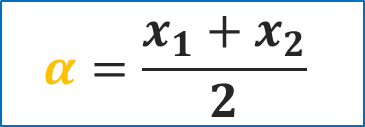 α = (x₁ + x₂) / 2